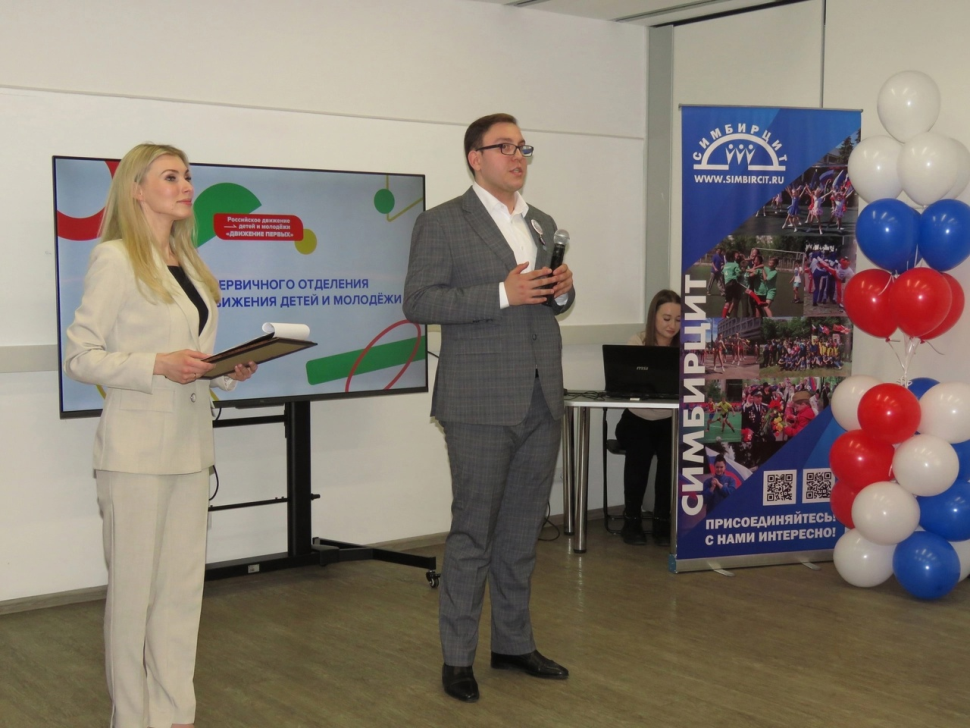 Российское движение
детей и молодёжи
«ДВИЖЕНИЕ ПЕРВЫХ»
ЕРВИЧНОГО ОТДЕЛЕНИЯ
ВИЖЕНИЯ ДЕТЕЙ И МОЛОДЁЖИ
СИМБИРЦИТ
WWW.SIMBIRCIT.RU
СИМБИРЦИТ
ПРИСОЕДИНЯЙТЕСЬ!
С НАМИ ИНТЕРЕСНО!